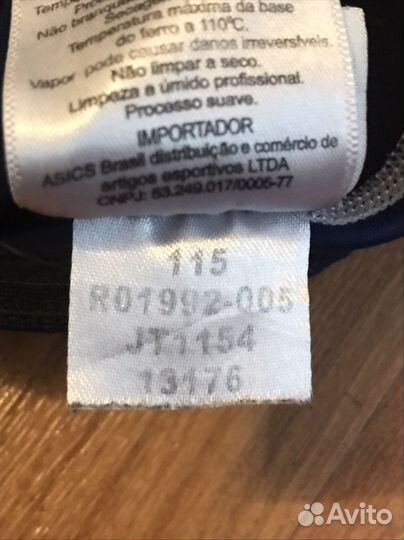 Não
Secagem
Temperatura máxima da base
do ferro a 110ºC.
Vapor pode causar danos irreversíveis.
Não limpar a seco.
Limpeza a úmido profissional.
Processo suave.
IMPORTADOR
ASICS Brasil distribuição e comércio de
artigos esportivos LTDA
CNPJ: 53.249.017/0005-77
115
R01992-005
JT1154
13176
Avito